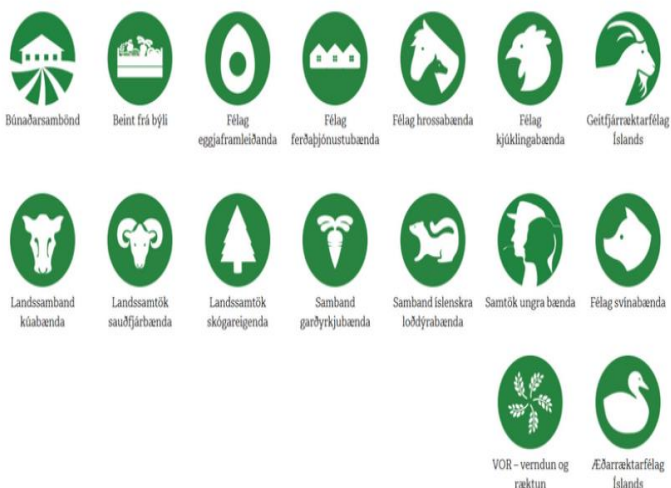 Búnaðarsambönd
Beint frá býli
Félag
eggjaframleiðanda
Félag
ferðaþjónustubænda
Félag hrossabænda
Félag
kjúklingabænda
Geitfjárræktarfélag
Íslands
Landssamband
kúabænda
Landssamtök
sauðfjárbænda
Landssamtök
skógareigenda
Samband
garðyrkjubænda
Samband íslenskra
loðdýrabænda
Samtök ungra bænda
Félag svínabænda
VOR – verndun og
ræktun
Æðarræktarfélag
Íslands